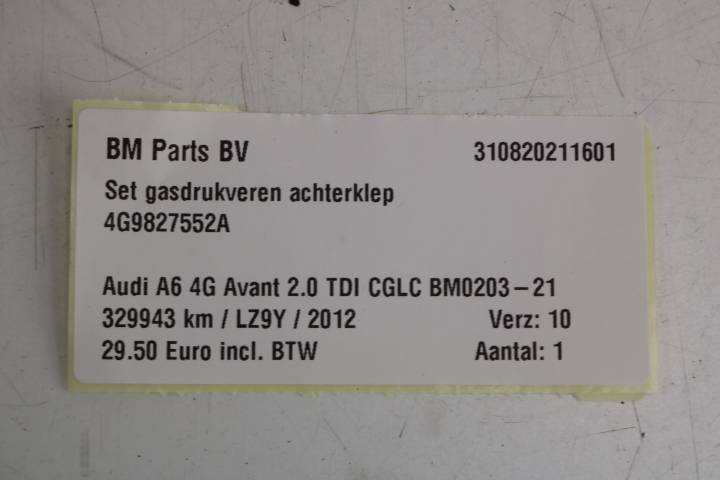 BM Parts BV 310820211601
Set gasdrukveren achterklep
4G9827552A
Audi A6 4G Avant 2.0 TDI CGLC BM0203-21
329943 km / LZ9Y / 2012 Verz: 10
29.50 Euro incl. BTW Aantal: 1